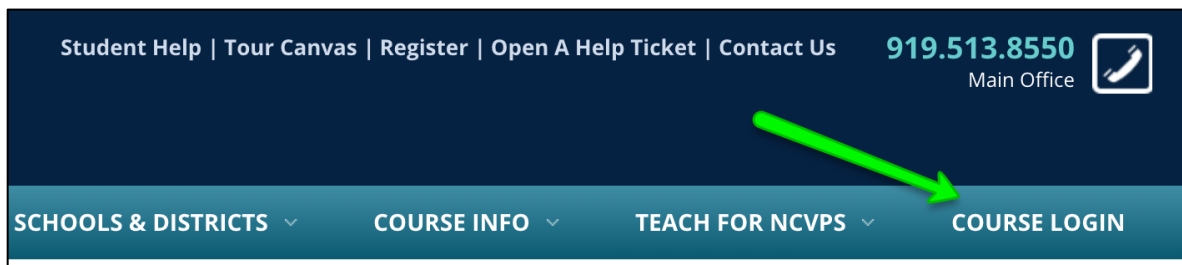 Student Help | Tour Canvas | Register | Open A Help Ticket | Contact Us
919.513.8550
Main Office
SCHOOLS & DISTRICTS
COURSE INFO
TEACH FOR NCVPS
COURSE LOGIN